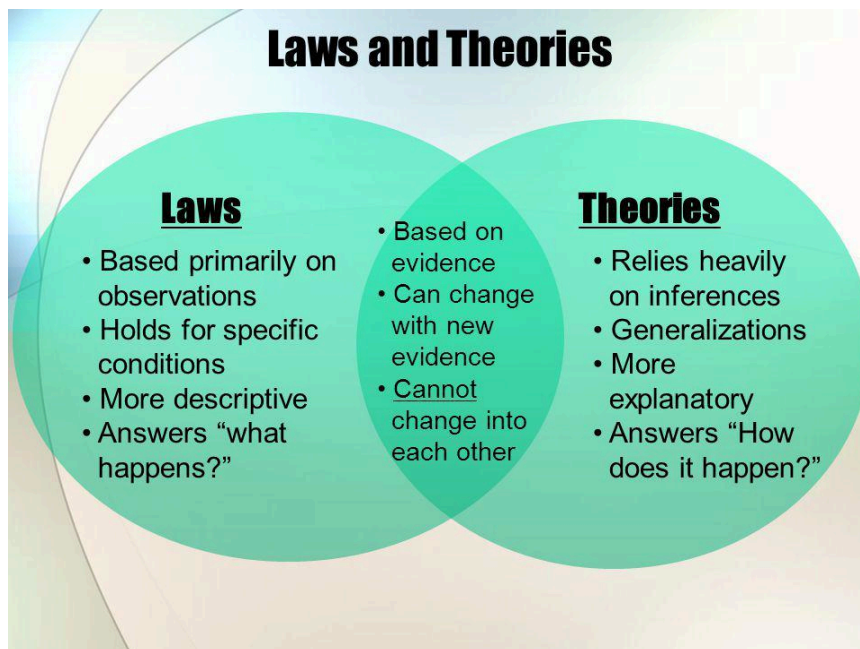 Laws and Theories
Laws
• Based primarily on
observations
• Holds for specific
conditions
• More descriptive
• Answers “what
happens?”
• Based on
evidence
• Can change
with new
evidence
• Cannot
change into
each other
Theories
• Relies heavily
on inferences
• Generalizations
• More
explanatory
• Answers “How
does it happen?”